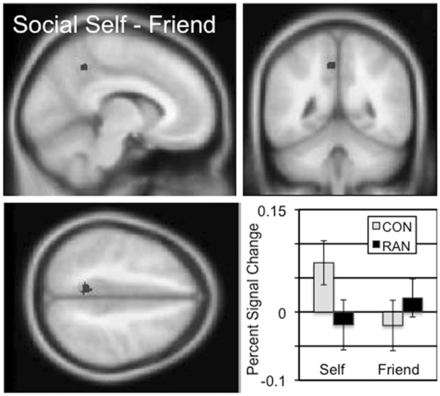 Social Self - Friend
0.15
CON
RAN
Percent Signal Change
0
-0.1
Self Friend